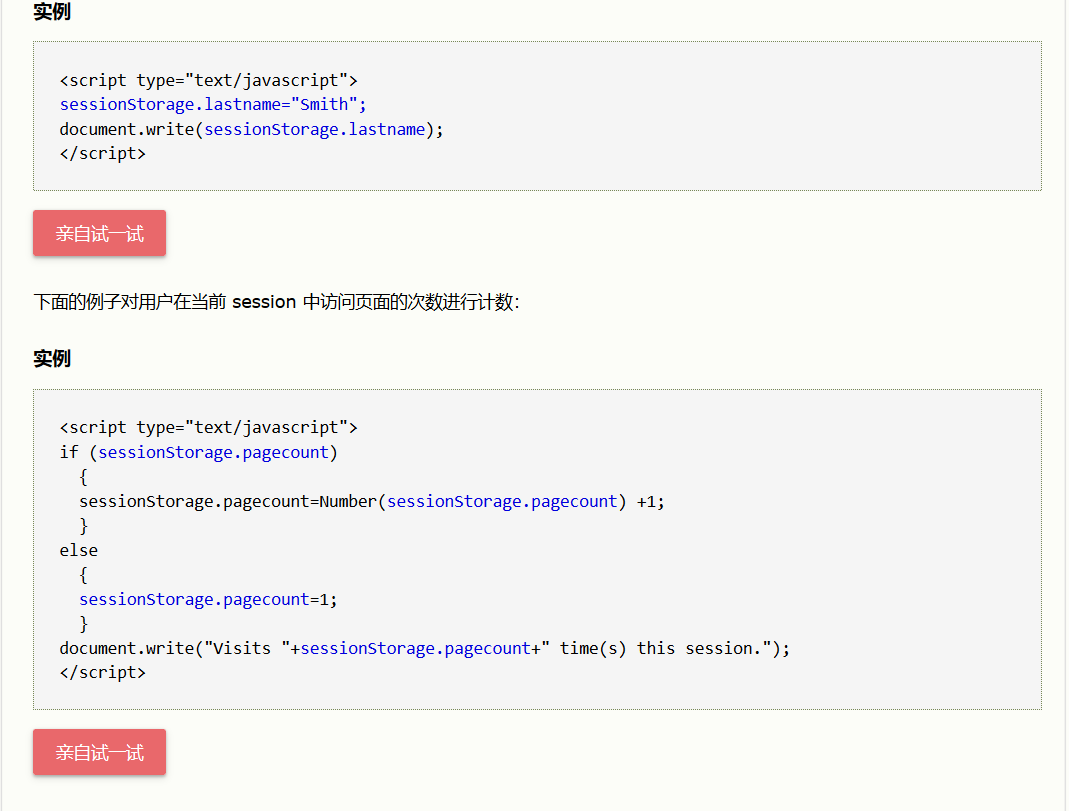 实例
<script type="text/javascript">
sessionStorage.lastname="Smith";
document.write(sessionStorage.lastname);
</script>
亲自试一试
下面的例子对用户在当前 session 中访问页面的次数进行计数：
实例
<script type="text/javascript">
if (sessionStorage.pagecount)
  {
  sessionStorage.pagecount=Number(sessionStorage.pagecount) +1;
  }
else
  {
  sessionStorage.pagecount=1;
  }
document.write("Visits "+sessionStorage.pagecount+" time(s) this session.");
</script>
亲自试一试